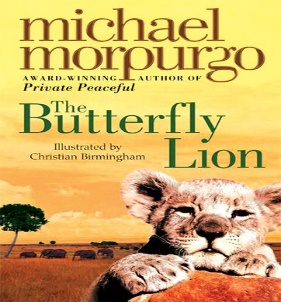 michael
morpurgo
AWARD-WINNING AUTHOR OF
Private Peaceful
The
Butterfly
Lion
Illustrated by
Christian Birmingham